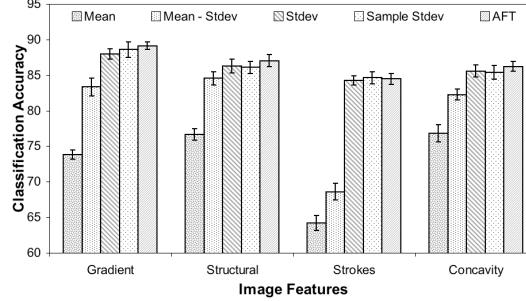 95
Mean Mean - Stdev Stdev Sample Stdev AFT
90
85
80
75
70
65
60
Classification Accuracy
Gradient Structural Strokes Concavity
Image Features